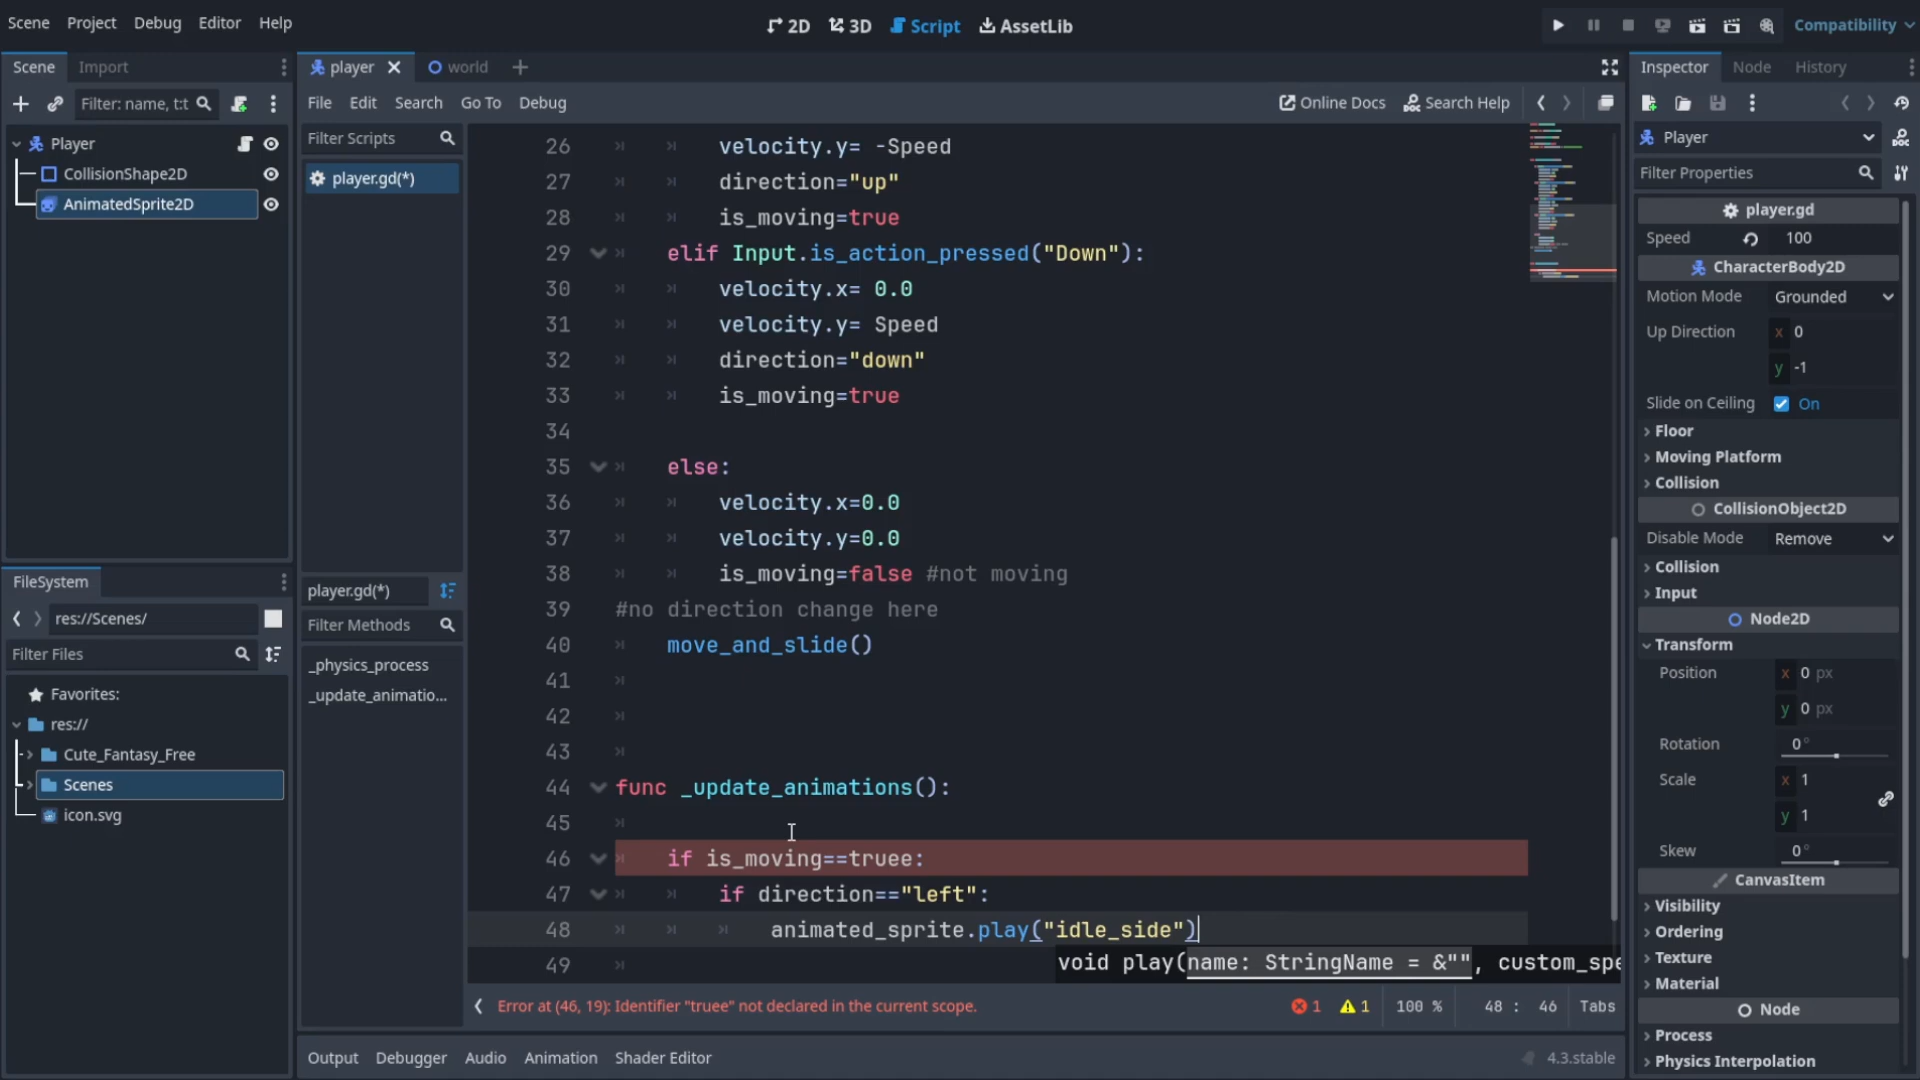 Scene Project Debug Editor Help
2D 3D Script AssetLib
Compatibility
Scene Import
Filter: name, t:t
Player
CollisionShape2D
AnimatedSprite2D
FileSystem
res://Scenes/
Filter Files
Favorites:
res://
Cute_Fantasy_Free
Scenes
icon.svg
player world
File Edit Search Go To Debug
Online Docs Search Help
Filter Scripts
player.gd(*)
player.gd(*)
Filter Methods
_physics_process
_update_animatio...
26 velocity.y= -Speed
27 direction="up"
28 is_moving=true
29 elif Input.is_action_pressed("Down"):
30 velocity.x= 0.0
31 velocity.y= Speed
32 direction="down"
33 is_moving=true
34
35 else:
36 velocity.x=0.0
37 velocity.y=0.0
38 is_moving=false #not moving
39 #no direction change here
40 move_and_slide()
41
42
43
44 func _update_animations():
45
46 if is_moving==truee:
47 if direction=="left":
48 animated_sprite.play("idle_side")
49
void play(name: StringName = &"", custom_spe
Error at (46, 19): Identifier "truee" not declared in the current scope.
1 1 100 % 48 : 46 Tabs
Output Debugger Audio Animation Shader Editor
4.3.stable
Inspector Node History
Player
Filter Properties
player.gd
Speed 100
CharacterBody2D
Motion Mode Grounded
Up Direction x 0
y -1
Slide on Ceiling On
Floor
Moving Platform
Collision
CollisionObject2D
Disable Mode Remove
Collision
Input
Node2D
Transform
Position x 0 px
y 0 px
Rotation 0 °
Scale x 1
y 1
Skew 0 °
CanvasItem
Visibility
Ordering
Texture
Material
Node
Process
Physics Interpolation